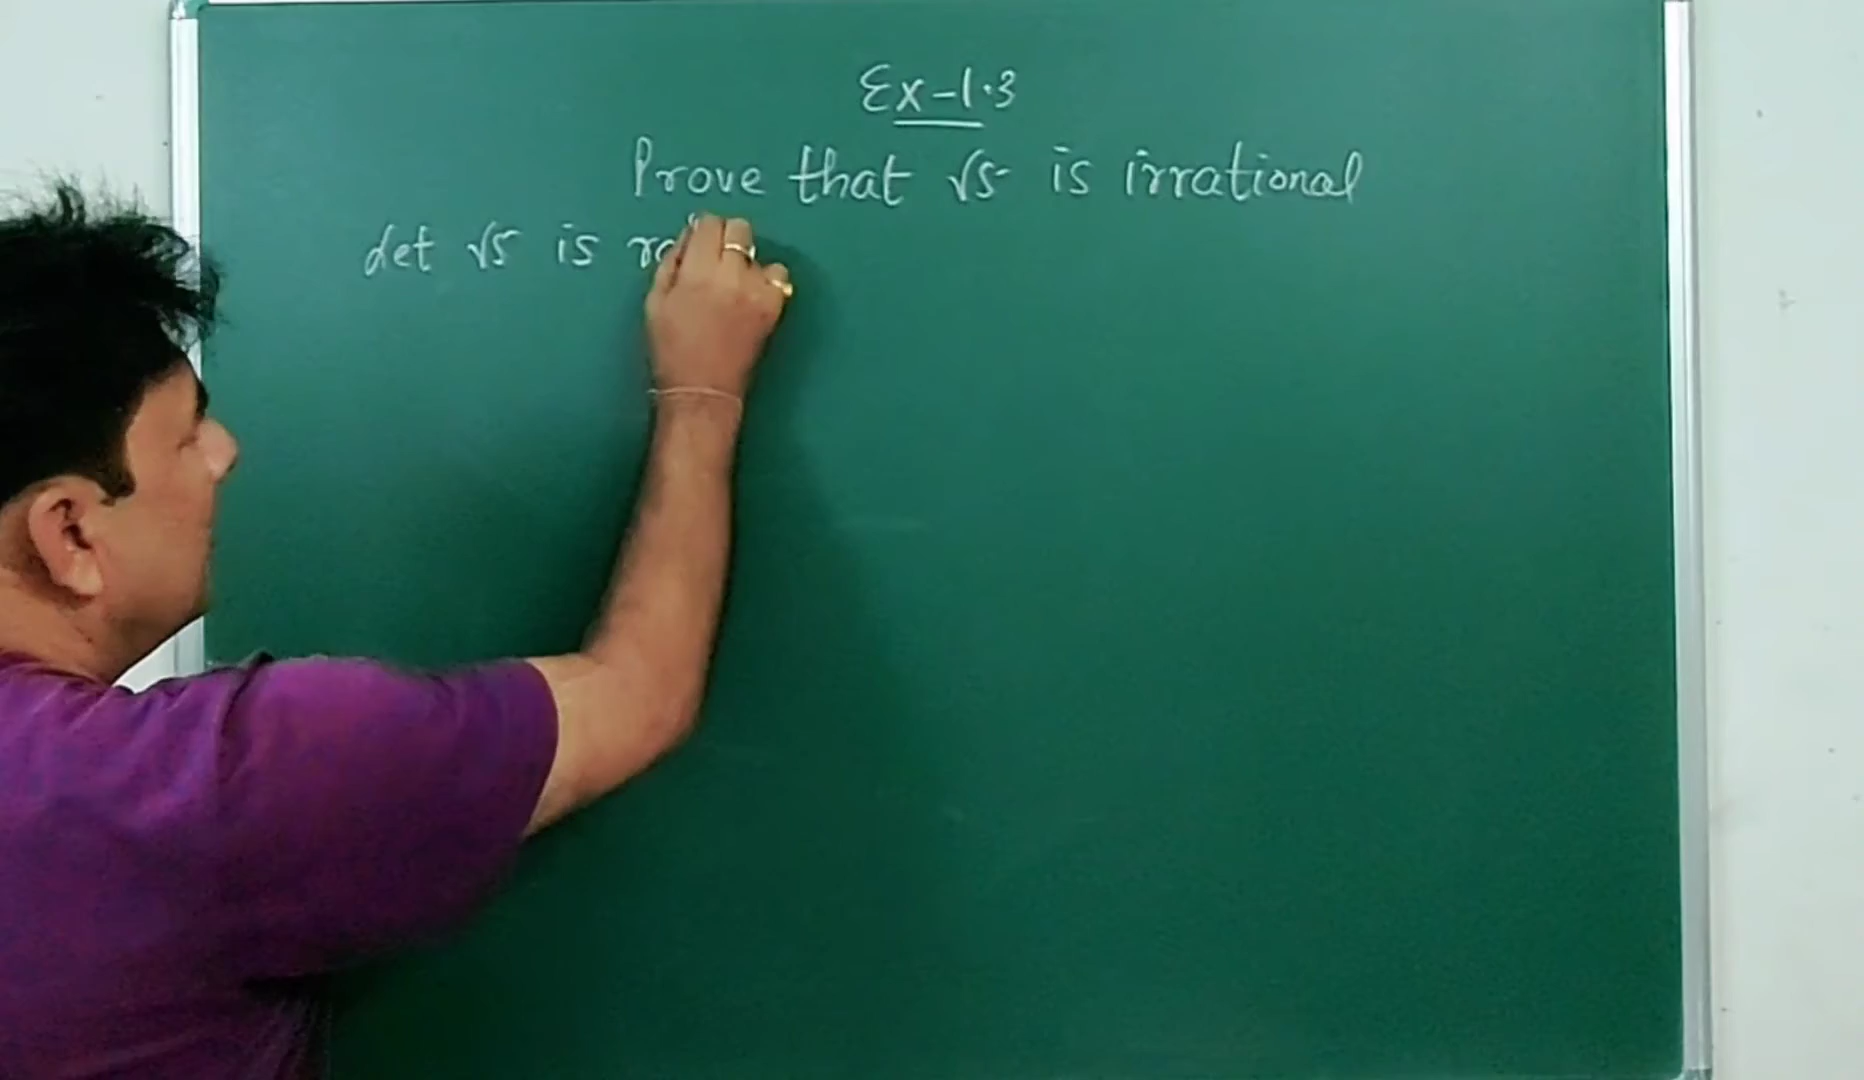 Ex-1.3
Prove that √5 is irrational
Let √5 is